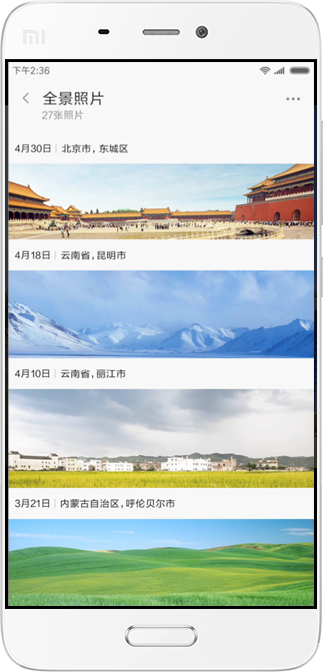 mi
下午2:36
全景照片
27张照片
4月30日 | 北京市，东城区
4月18日 | 云南省，昆明市
4月10日 | 云南省，丽江市
3月21日 | 内蒙古自治区，呼伦贝尔市